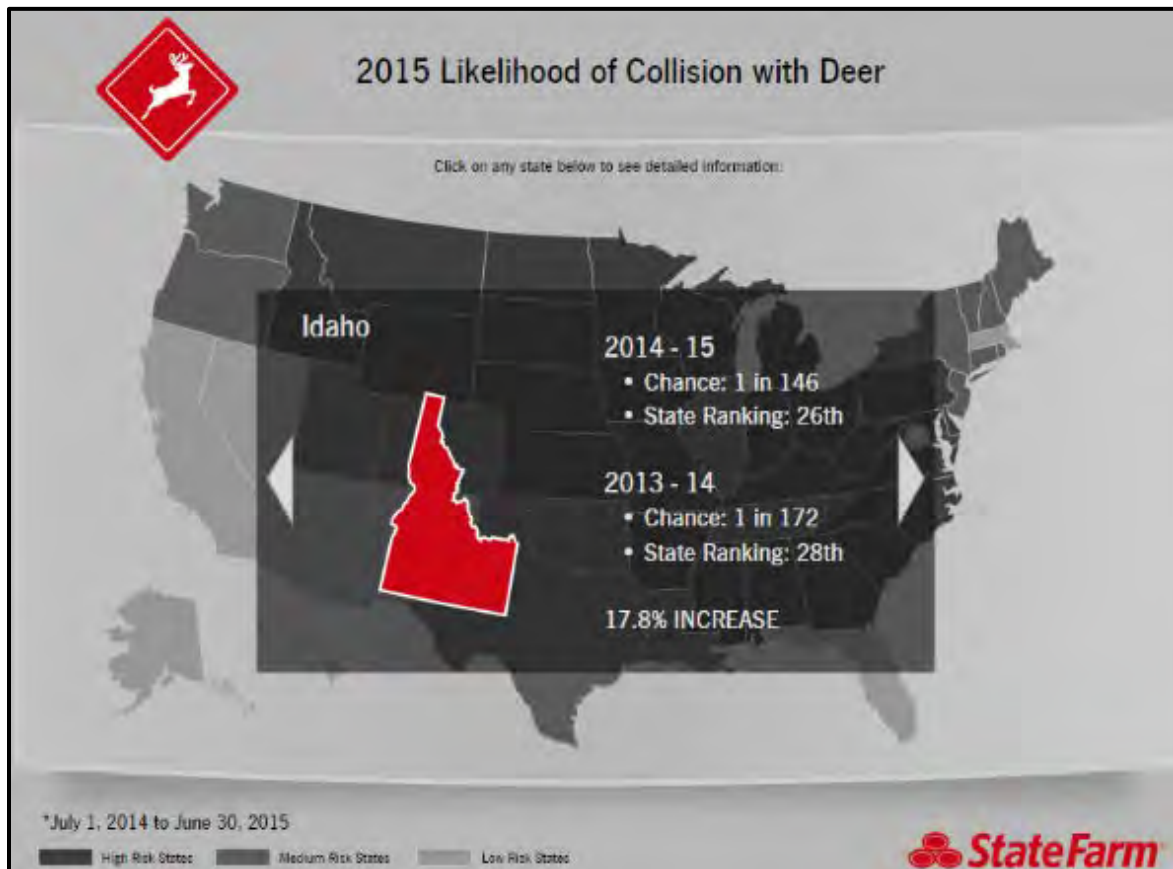 2015 Likelihood of Collision with Deer
Click on any state below to see detailed information:
Idaho
2014 - 15
• Chance: 1 in 146
• State Ranking: 26th
2013 - 14
• Chance: 1 in 172
• State Ranking: 28th
17.8% INCREASE
*July 1, 2014 to June 30, 2015
High Risk States Medium Risk States Low Risk States
StateFarm